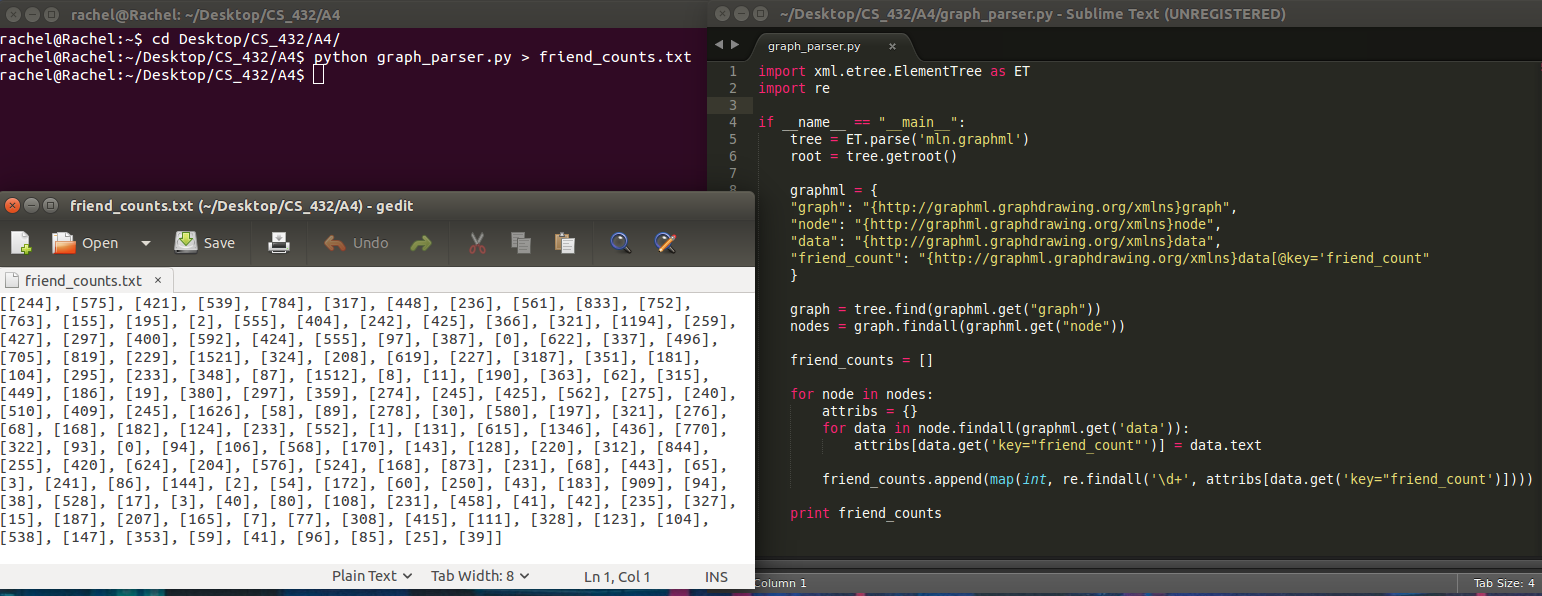 rachel@Rachel: ~/Desktop/CS_432/A4
rachel@Rachel:~$ cd Desktop/CS_432/A4/
rachel@Rachel:~/Desktop/CS_432/A4$ python graph_parser.py > friend_counts.txt
rachel@Rachel:~/Desktop/CS_432/A4$
friend_counts.txt (~/Desktop/CS_432/A4) - gedit
Open Save Undo
friend_counts.txt ×
[[244], [575], [421], [539], [784], [317], [448], [236], [561], [833], [752],
[763], [155], [195], [2], [555], [404], [242], [425], [366], [321], [1194], [259],
[427], [297], [400], [592], [424], [555], [97], [387], [0], [622], [337], [496],
[705], [819], [229], [1521], [324], [208], [619], [227], [3187], [351], [181],
[104], [295], [233], [348], [87], [1512], [8], [11], [190], [363], [62], [315],
[449], [186], [19], [380], [297], [359], [274], [245], [425], [562], [275], [240],
[510], [409], [245], [1626], [58], [89], [278], [30], [580], [197], [321], [276],
[68], [168], [182], [124], [233], [552], [1], [131], [615], [1346], [436], [770],
[322], [93], [0], [94], [106], [568], [170], [143], [128], [220], [312], [844],
[255], [420], [624], [204], [576], [524], [168], [873], [231], [68], [443], [65],
[3], [241], [86], [144], [2], [54], [172], [60], [250], [43], [183], [909], [94],
[38], [528], [17], [3], [40], [80], [108], [231], [458], [41], [42], [235], [327],
[15], [187], [207], [165], [7], [77], [308], [415], [111], [328], [123], [104],
[538], [147], [353], [59], [41], [96], [85], [25], [39]]
Plain Text Tab Width: 8 Ln 1, Col 1 INS
~/Desktop/CS_432/A4/graph_parser.py - Sublime Text (UNREGISTERED)
graph_parser.py ×
1 import xml.etree.ElementTree as ET
2 import re
3
4 if __name__ == "__main__":
5 tree = ET.parse('mln.graphml')
6 root = tree.getroot()
7
8 graphml = {
"graph": "{http://graphml.graphdrawing.org/xmlns}graph",
"node": "{http://graphml.graphdrawing.org/xmlns}node",
"data": "{http://graphml.graphdrawing.org/xmlns}data",
"friend_count": "{http://graphml.graphdrawing.org/xmlns}data[@key='friend_count"
}
graph = tree.find(graphml.get("graph"))
nodes = graph.findall(graphml.get("node"))
friend_counts = []
for node in nodes:
attribs = {}
for data in node.findall(graphml.get('data')):
attribs[data.get('key="friend_count"')] = data.text
friend_counts.append(map(int, re.findall('\d+', attribs[data.get('key="friend_count')])))
print friend_counts
Column 1 Tab Size: 4